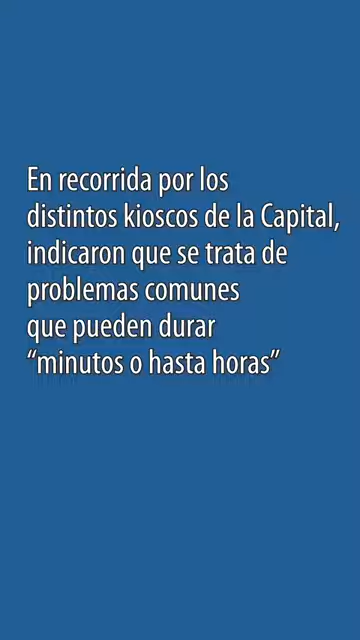 En recorrida por los
distintos kioscos de la Capital,
indicaron que se trata de
problemas comunes
que pueden durar
“minutos o hasta horas”